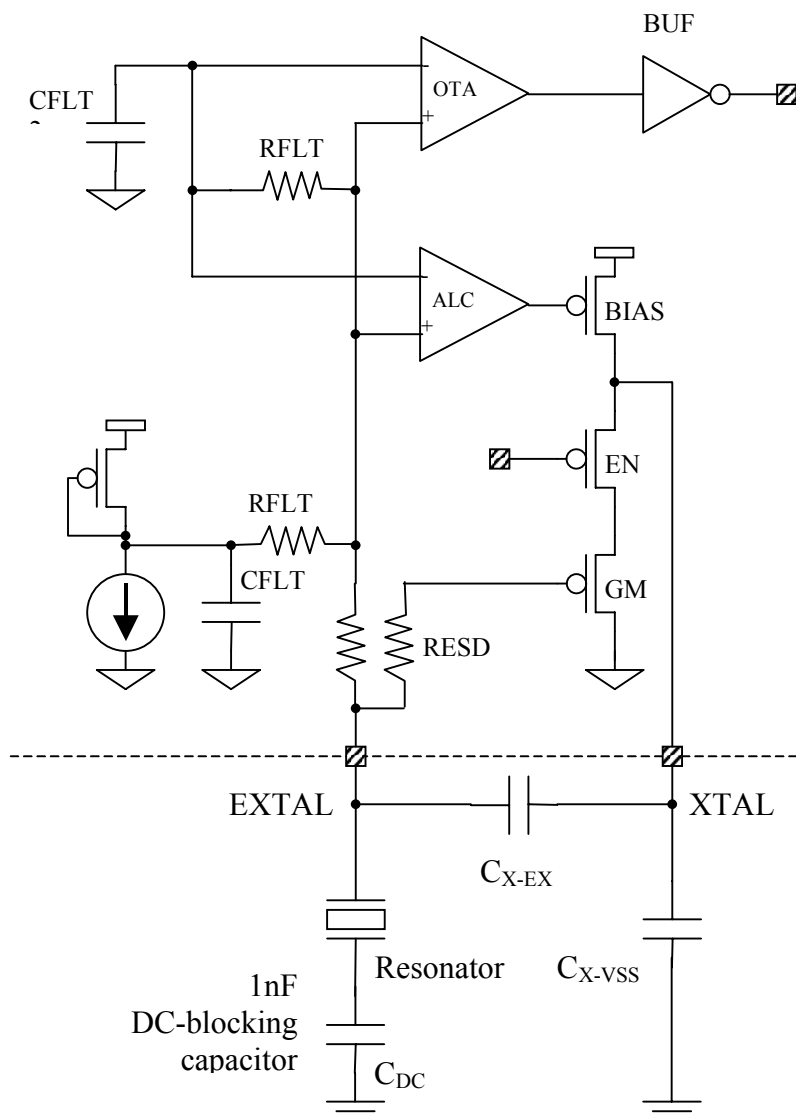 BUF
CFLT
OTA
RFLT
ALC
BIAS
EN
RFLT
CFLT
GM
RESD
EXTAL
XTAL
CX-EX
Resonator
CX-VSS
1nF
DC-blocking
capacitor
CDC